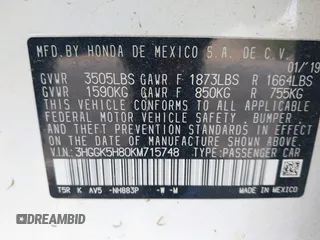 MFD. BY HONDA DE MEXICO S.A. DE C.V.
01/'19
GVWR 3505LBS GAWR F 1873LBS R 1664LBS
GVWR 1590KG GAWR F 850KG R 755KG
THIS VEHICLE CONFORMS TO ALL APPLICABLE
FEDERAL MOTOR VEHICLE SAFETY, BUMPER
AND THEFT PREVENTION STANDARDS IN EFFECT
ON THE DATE OF MANUFACTURE SHOWN ABOVE.
V.I.N.: 3HGGK5H80KM715748 TYPE: PASSENGER CAR
T5R K AV5 -NH883P -W -M
MADE IN MEXICO
AUTOBIDMASTER